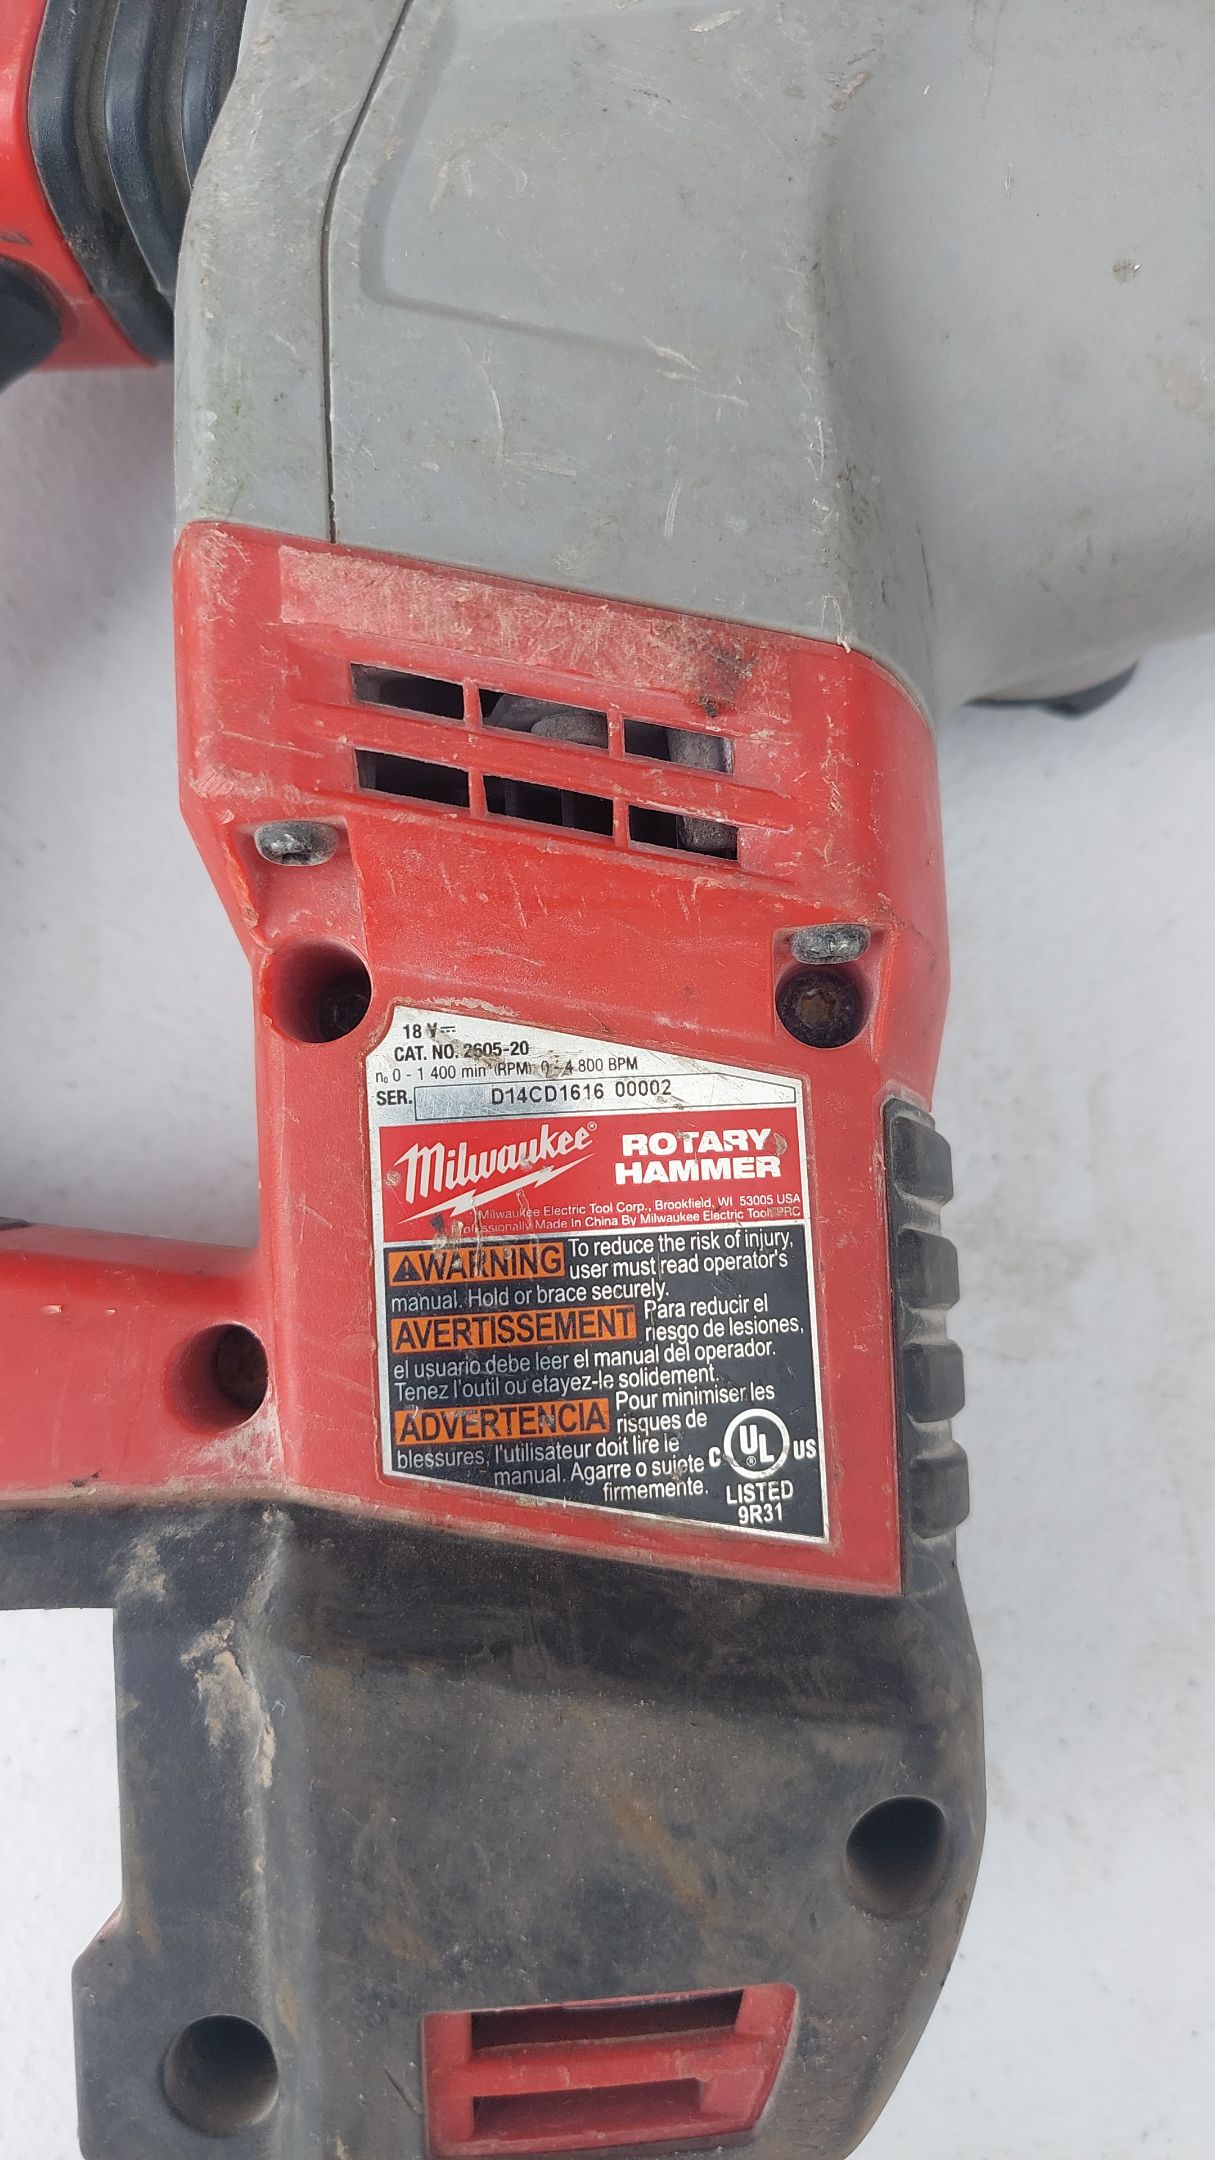 18 V⎓
CAT. NO. 2605-20
n₀ 0 - 1 400 min⁻¹ (RPM) 0 - 4 800 BPM
SER. D14CD1616 00002
Milwaukee® ROTARY
HAMMER
Milwaukee Electric Tool Corp., Brookfield, WI 53005 USA
Made In China By Milwaukee Electric Tool PRC
⚠WARNING To reduce the risk of injury,
user must read operator's
manual. Hold or brace securely.
AVERTISSEMENT Para reducir el
riesgo de lesiones,
el usuario debe leer el manual del operador.
Tenez l'outil ou etayez-le solidement.
ADVERTENCIA Pour minimiser les
risques de
blessures, l'utilisateur doit lire le
manual. Agarre o sujete
firmemente.
C UL® US
LISTED
9R31